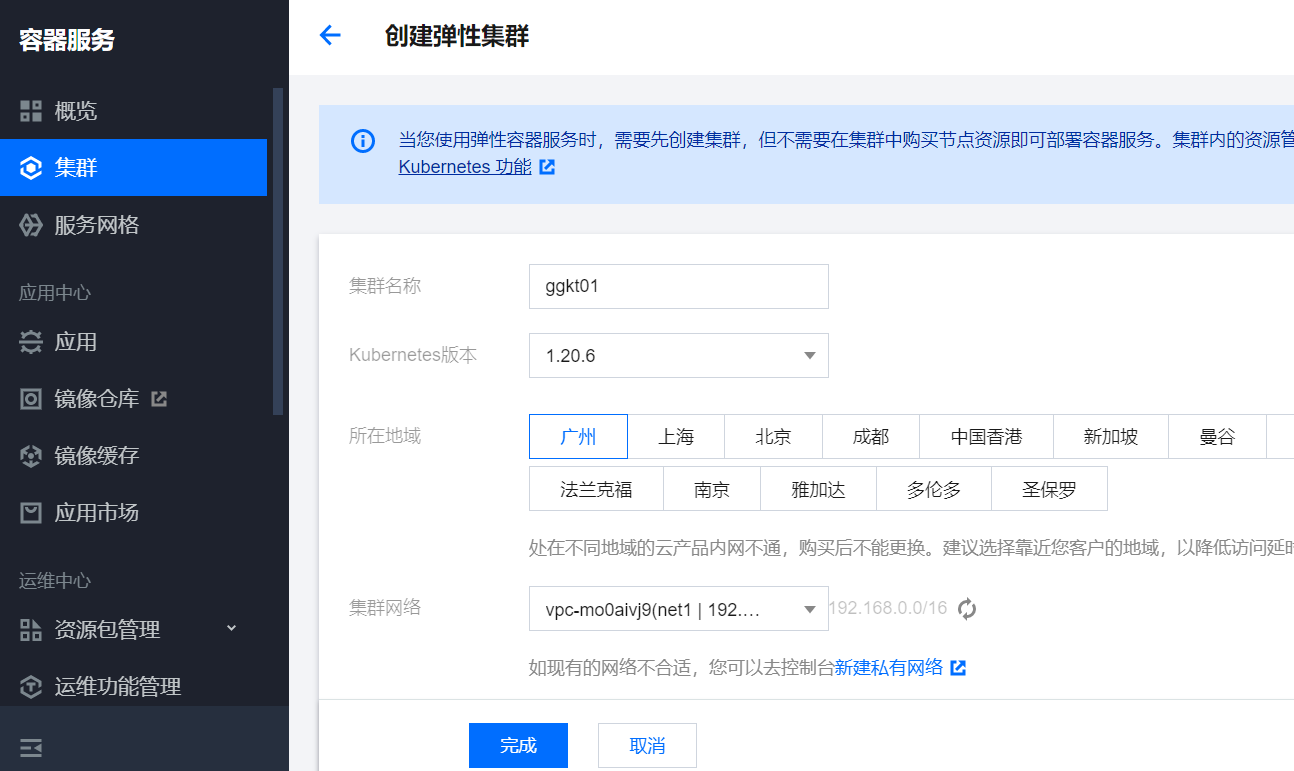 容器服务
概览
集群
服务网格
应用中心
应用
镜像仓库
镜像缓存
应用市场
运维中心
资源包管理
运维功能管理
创建弹性集群
当您使用弹性容器服务时，需要先创建集群，但不需要在集群中购买节点资源即可部署容器服务。集群内的资源管
Kubernetes 功能
集群名称 ggkt01
Kubernetes版本 1.20.6
所在地域 广州 上海 北京 成都 中国香港 新加坡 曼谷
法兰克福 南京 雅加达 多伦多 圣保罗
处在不同地域的云产品内网不通，购买后不能更换。建议选择靠近您客户的地域，以降低访问延时
集群网络 vpc-mo0aivj9(net1 | 192.… 192.168.0.0/16
如现有的网络不合适，您可以去控制台新建私有网络
完成 取消